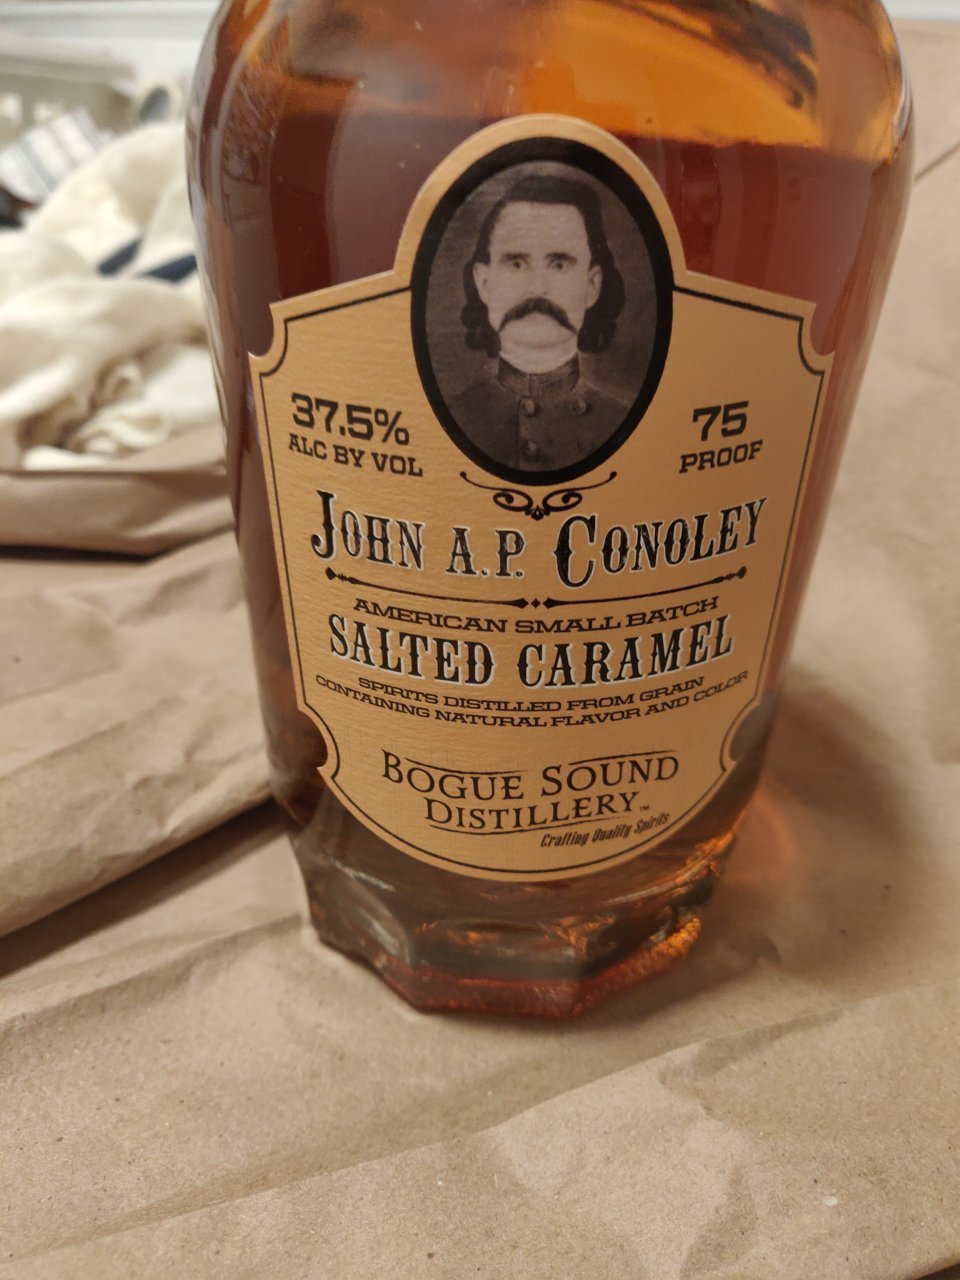 37.5%
ALC BY VOL
75
PROOF
JOHN A.P. CONOLEY
AMERICAN SMALL BATCH
SALTED CARAMEL
SPIRITS DISTILLED FROM GRAIN
CONTAINING NATURAL FLAVOR AND COLOR
BOGUE SOUND
DISTILLERY™
Crafting Quality Spirits